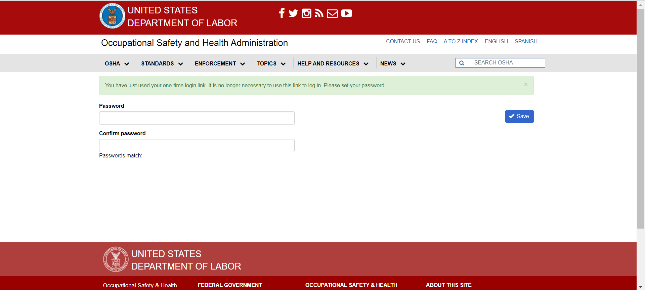 UNITED STATES
DEPARTMENT OF LABOR
Occupational Safety and Health Administration
CONTACT US FAQ A TO Z INDEX ENGLISH SPANISH
OSHA STANDARDS ENFORCEMENT TOPICS HELP AND RESOURCES NEWS
SEARCH OSHA
You have just used your one-time login link. It is no longer necessary to use this link to log in. Please set your password.
Password
Save
Confirm password
Passwords match:
UNITED STATES
DEPARTMENT OF LABOR
Occupational Safety & Health
FEDERAL GOVERNMENT
OCCUPATIONAL SAFETY & HEALTH
ABOUT THIS SITE